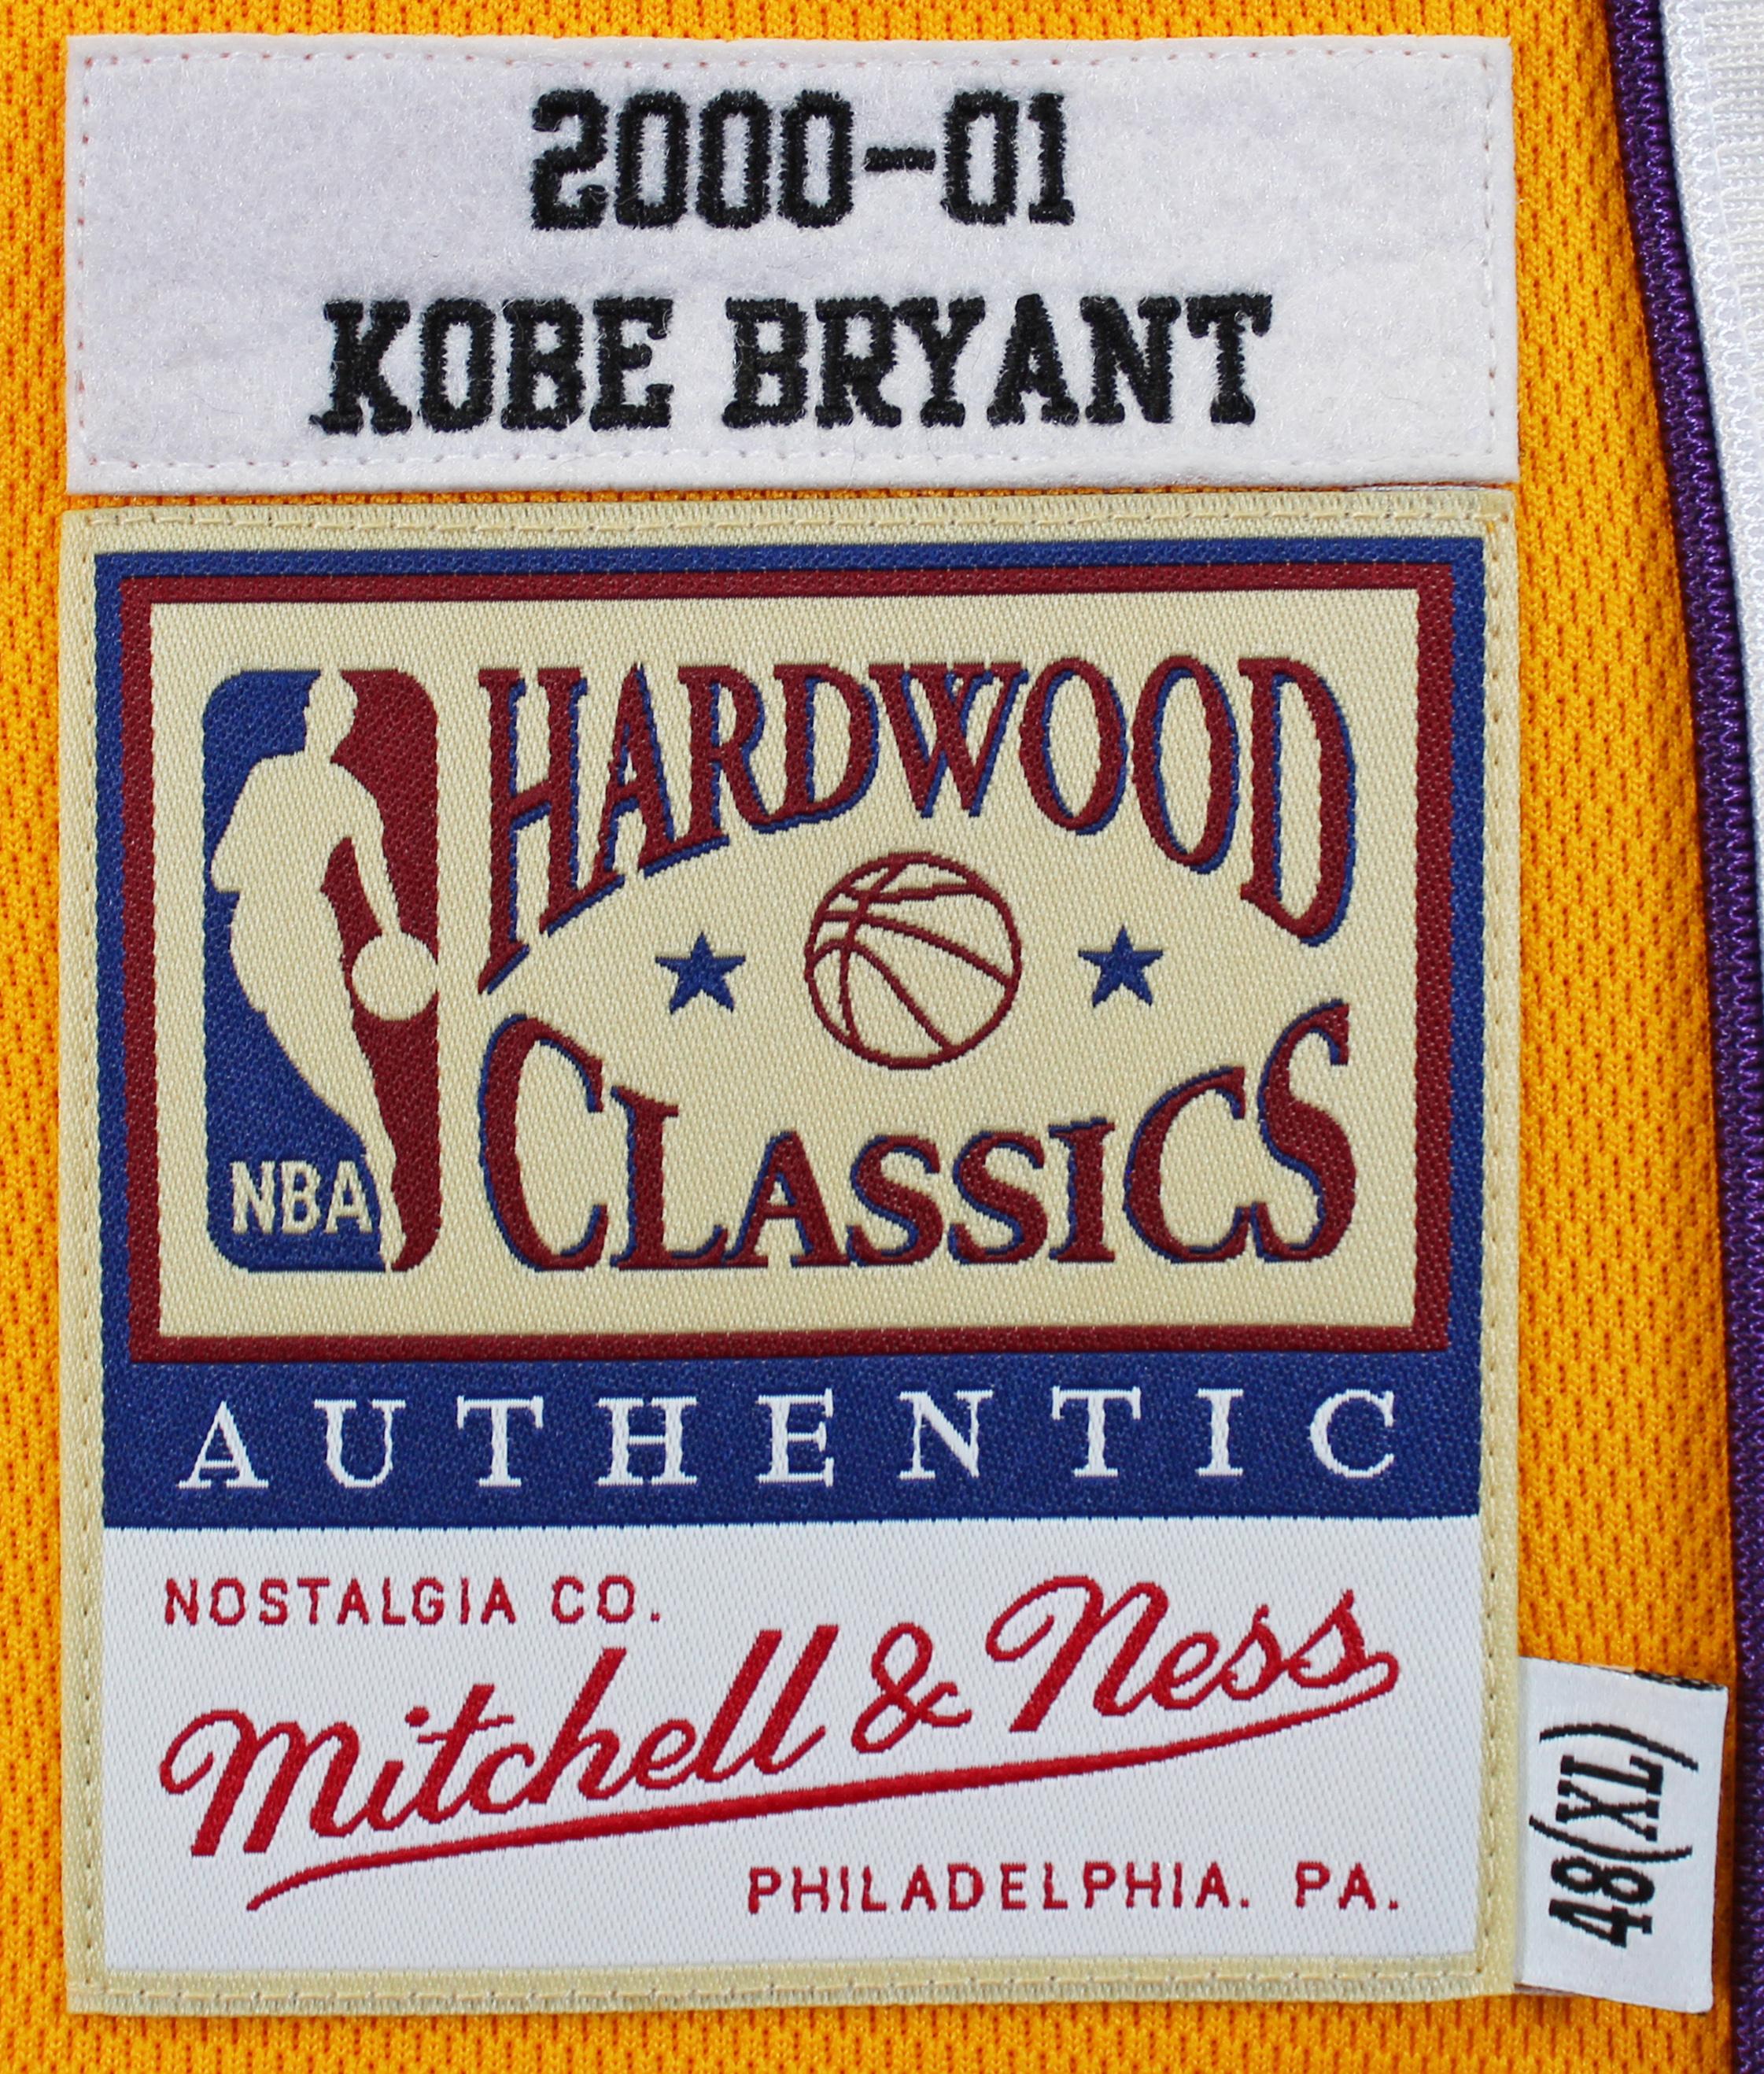 2000-01
KOBE BRYANT
HARDWOOD
CLASSICS
NBA
AUTHENTIC
NOSTALGIA CO.
Mitchell & Ness
PHILADELPHIA. PA.
48(XL)